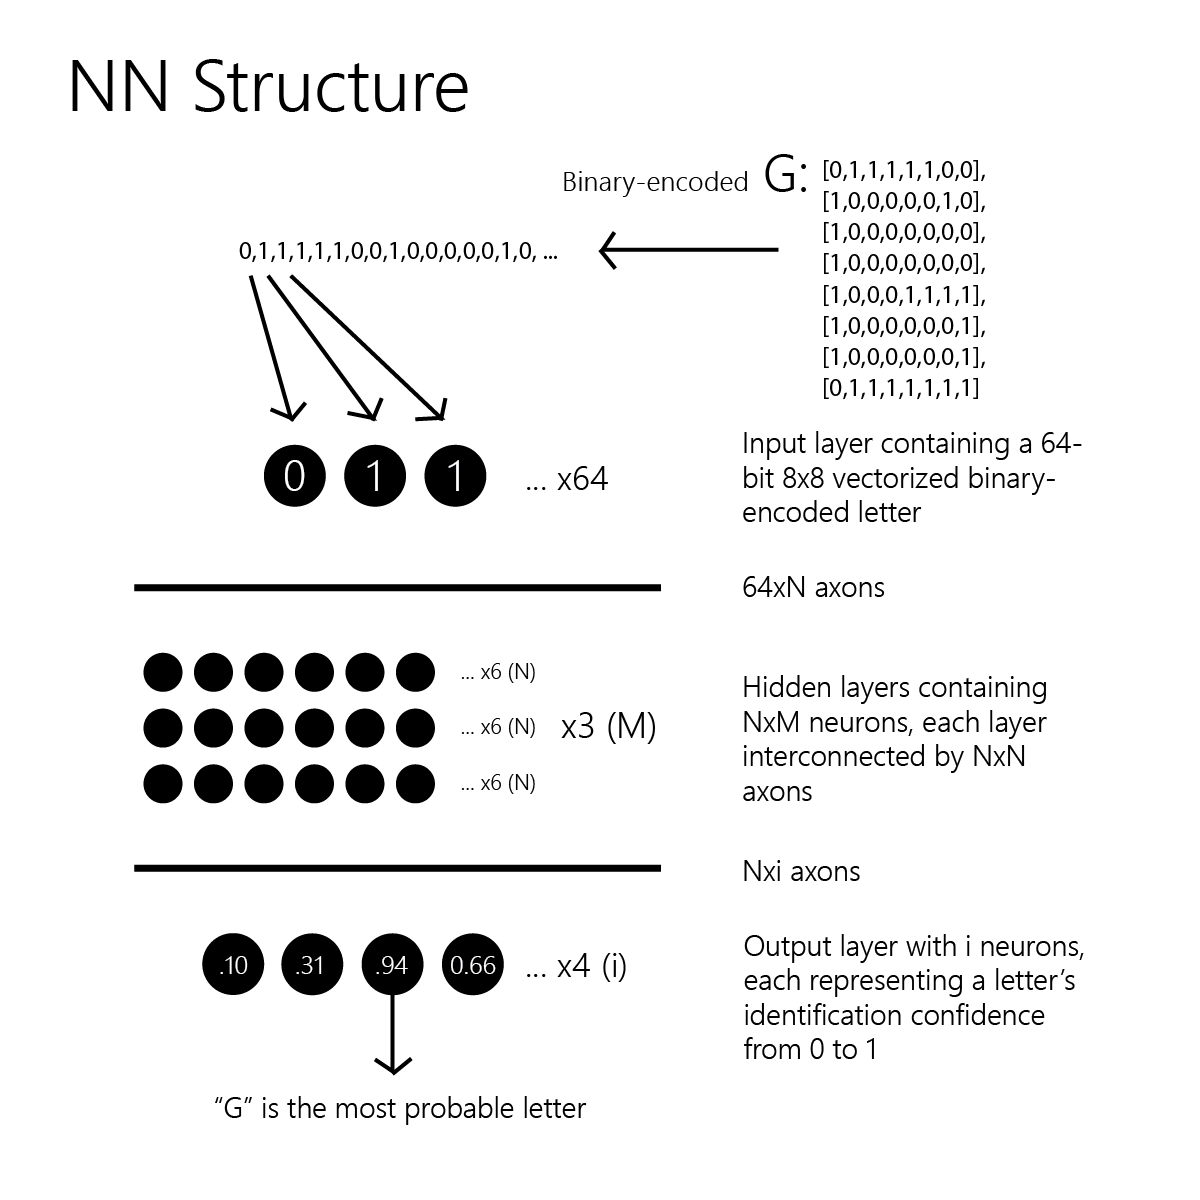 NN Structure
Binary-encoded G:
[0,1,1,1,1,1,0,0],
[1,0,0,0,0,0,1,0],
[1,0,0,0,0,0,0,0],
[1,0,0,0,0,0,0,0],
[1,0,0,0,1,1,1,1],
[1,0,0,0,0,0,0,1],
[1,0,0,0,0,0,0,1],
[0,1,1,1,1,1,1,1]
0,1,1,1,1,1,0,0,1,0,0,0,0,0,1,0, ...
0 1 1 ... x64
Input layer containing a 64-
bit 8x8 vectorized binary-
encoded letter
64xN axons
... x6 (N)
... x6 (N)
... x6 (N)
x3 (M)
Hidden layers containing
NxM neurons, each layer
interconnected by NxN
axons
Nxi axons
.10 .31 .94 0.66 ... x4 (i)
Output layer with i neurons,
each representing a letter’s
identification confidence
from 0 to 1
“G” is the most probable letter